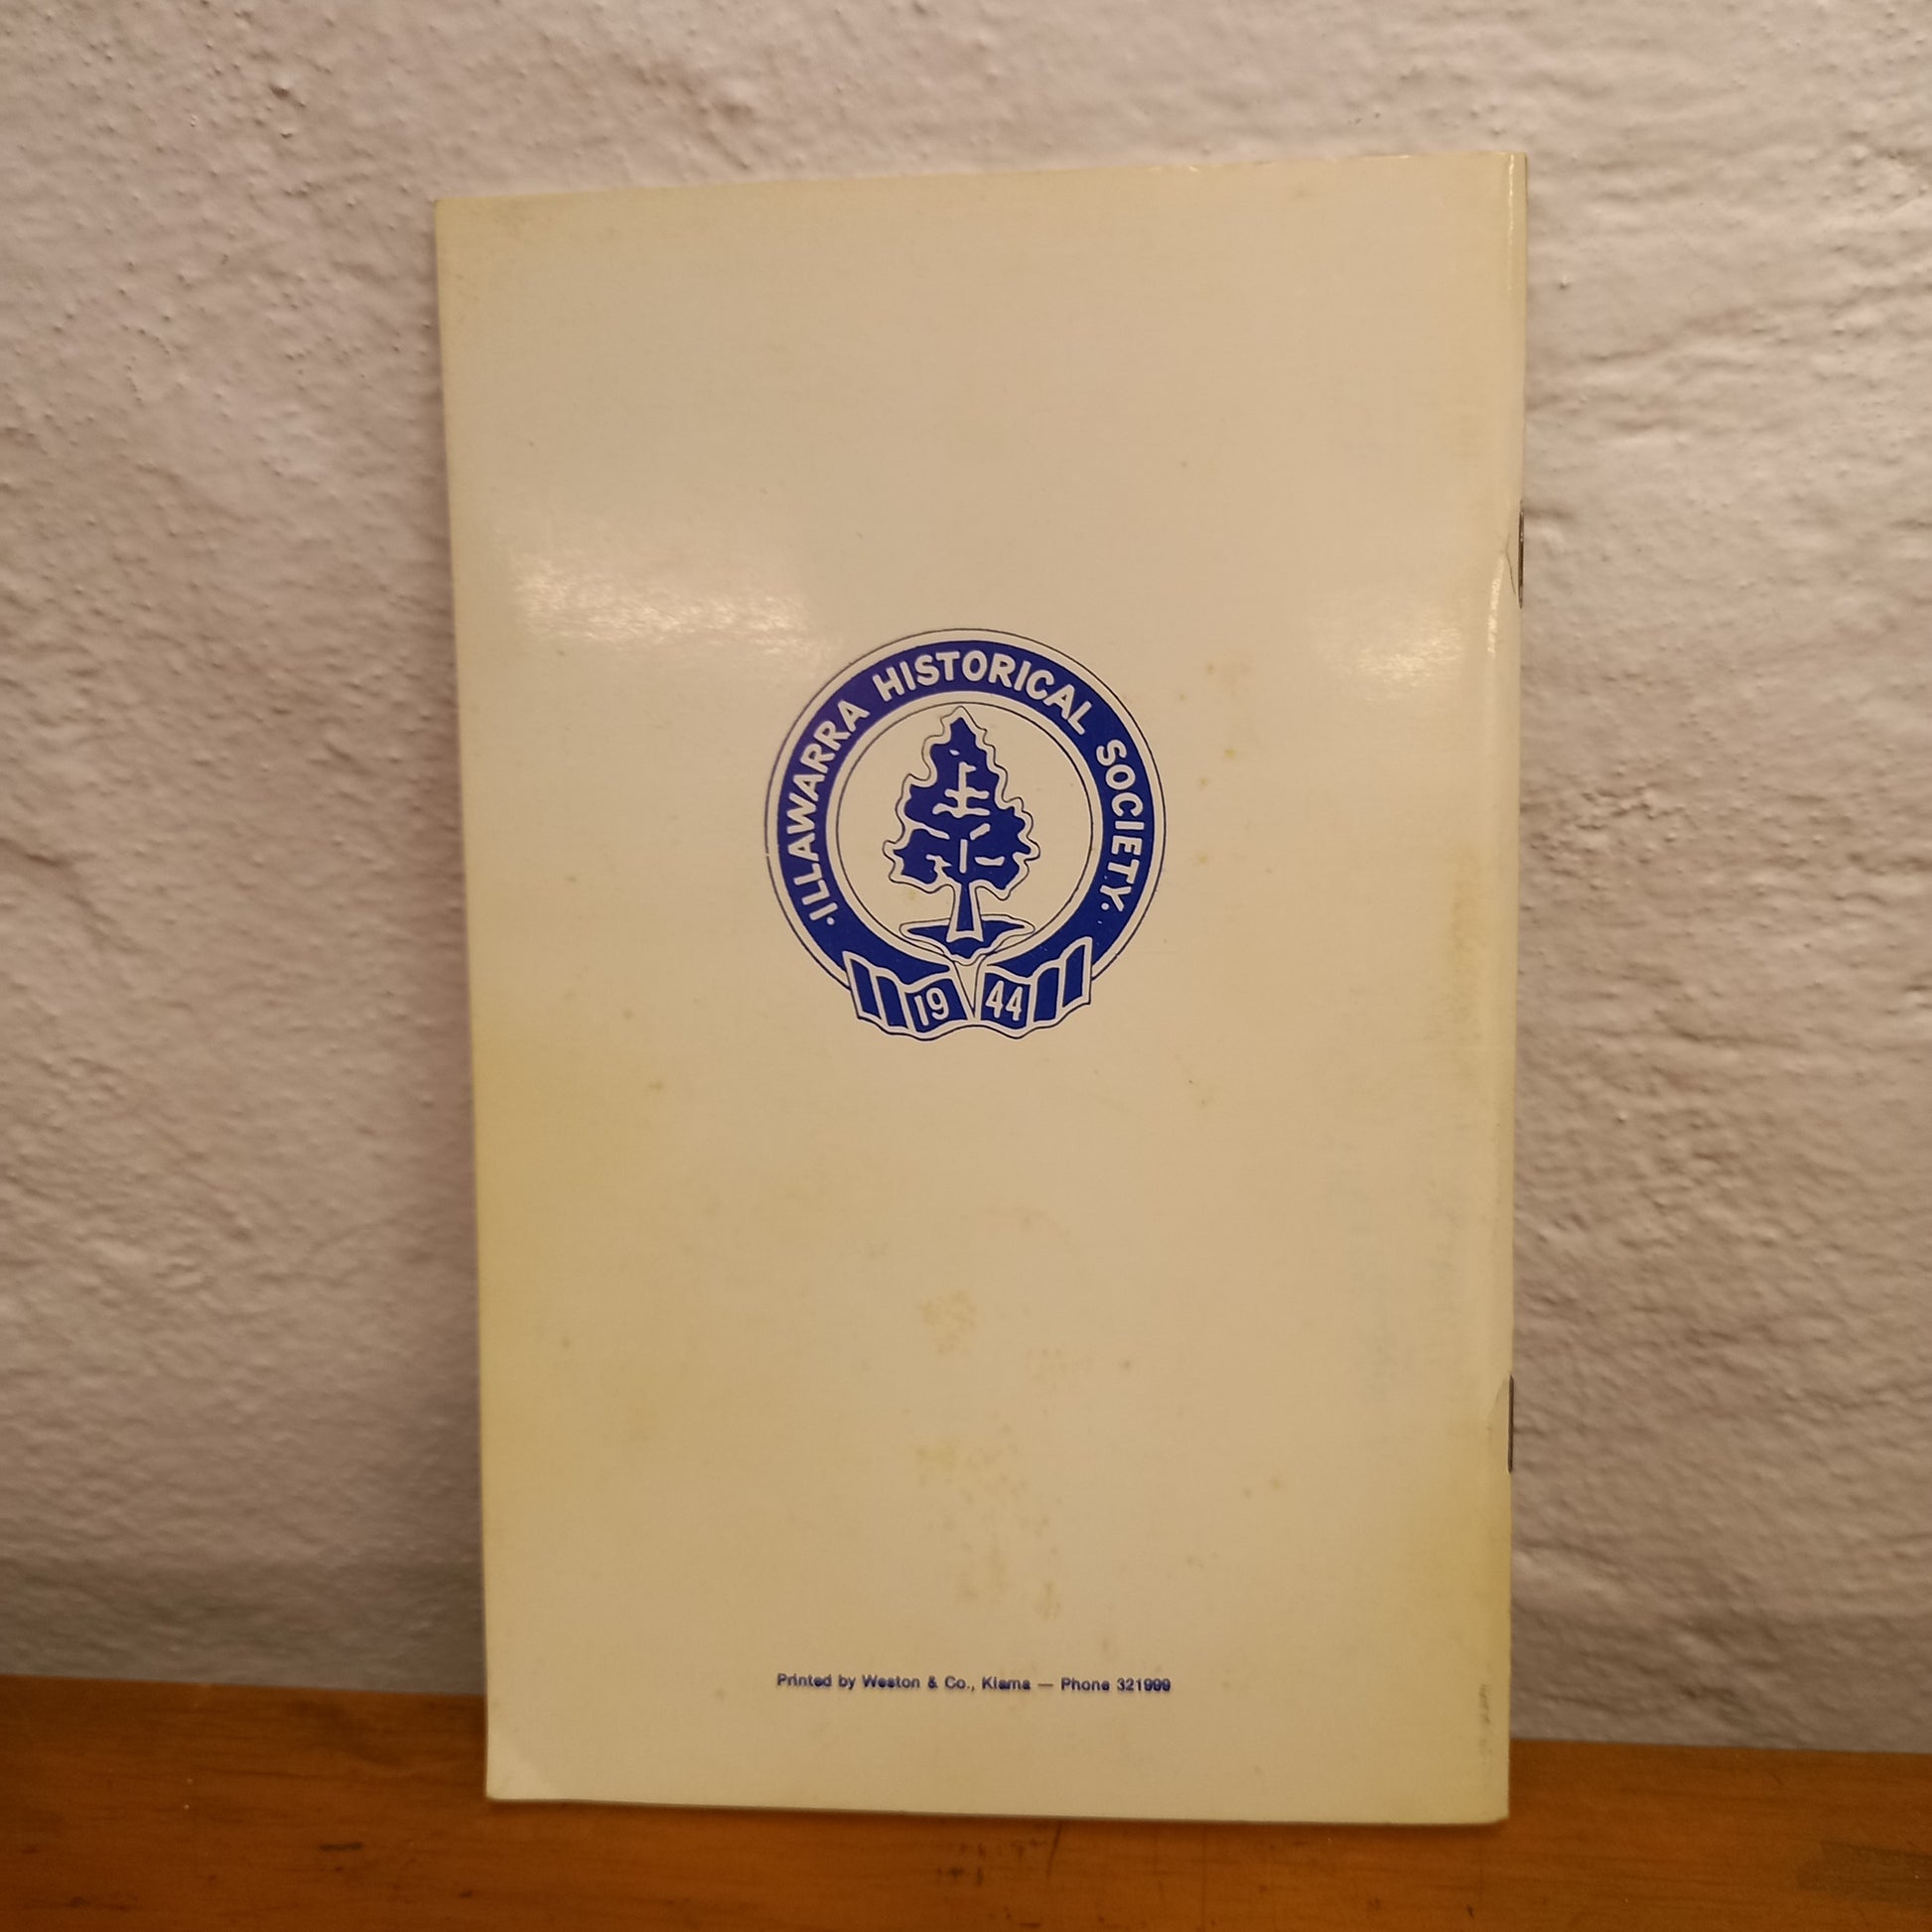 ·ILLAWARRA HISTORICAL SOCIETY·
19 44
Printed by Weston & Co., Kiama — Phone 321999